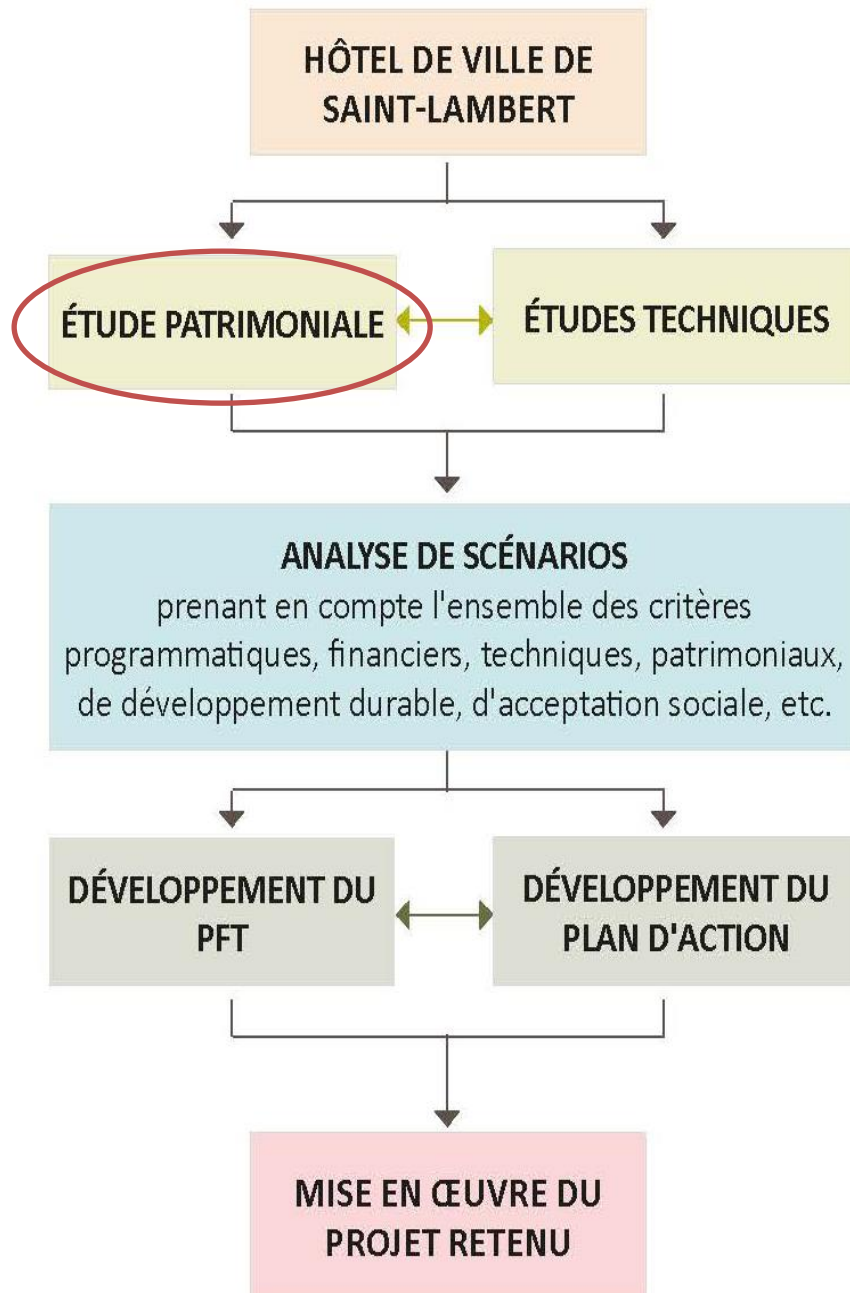 HÔTEL DE VILLE DE
SAINT-LAMBERT
ÉTUDE PATRIMONIALE
ÉTUDES TECHNIQUES
ANALYSE DE SCÉNARIOS
prenant en compte l'ensemble des critères
programmatiques, financiers, techniques, patrimoniaux,
de développement durable, d'acceptation sociale, etc.
DÉVELOPPEMENT DU
PFT
DÉVELOPPEMENT DU
PLAN D'ACTION
MISE EN ŒUVRE DU
PROJET RETENU